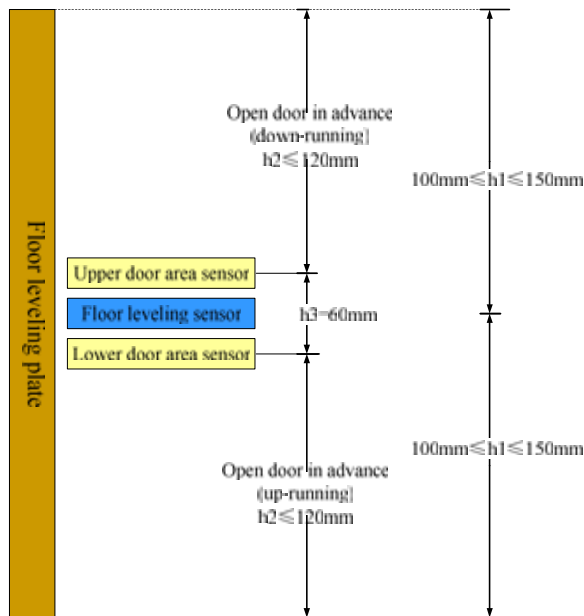 Open door in advance
(down-running)
h2≤120mm
100mm≤h1≤150mm
Floor leveling plate
Upper door area sensor
Floor leveling sensor
h3=60mm
Lower door area sensor
100mm≤h1≤150mm
Open door in advance
(up-running)
h2≤120mm